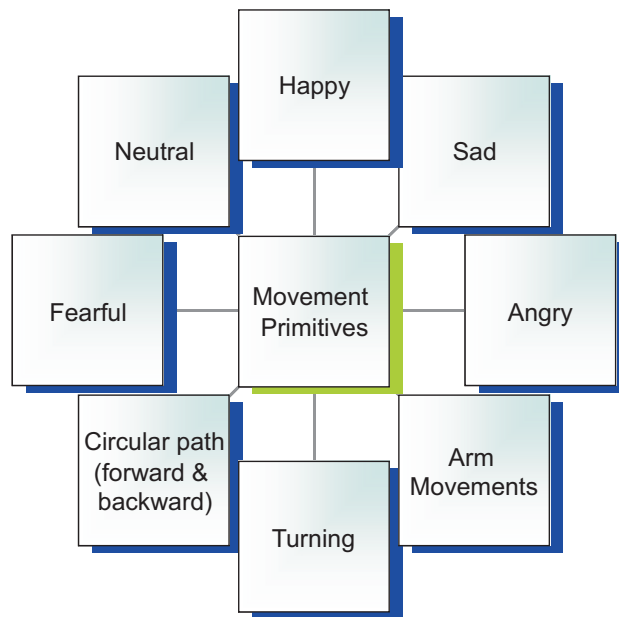 Happy
Neutral
Sad
Fearful
Movement
Primitives
Angry
Circular path
(forward &
backward)
Arm
Movements
Turning